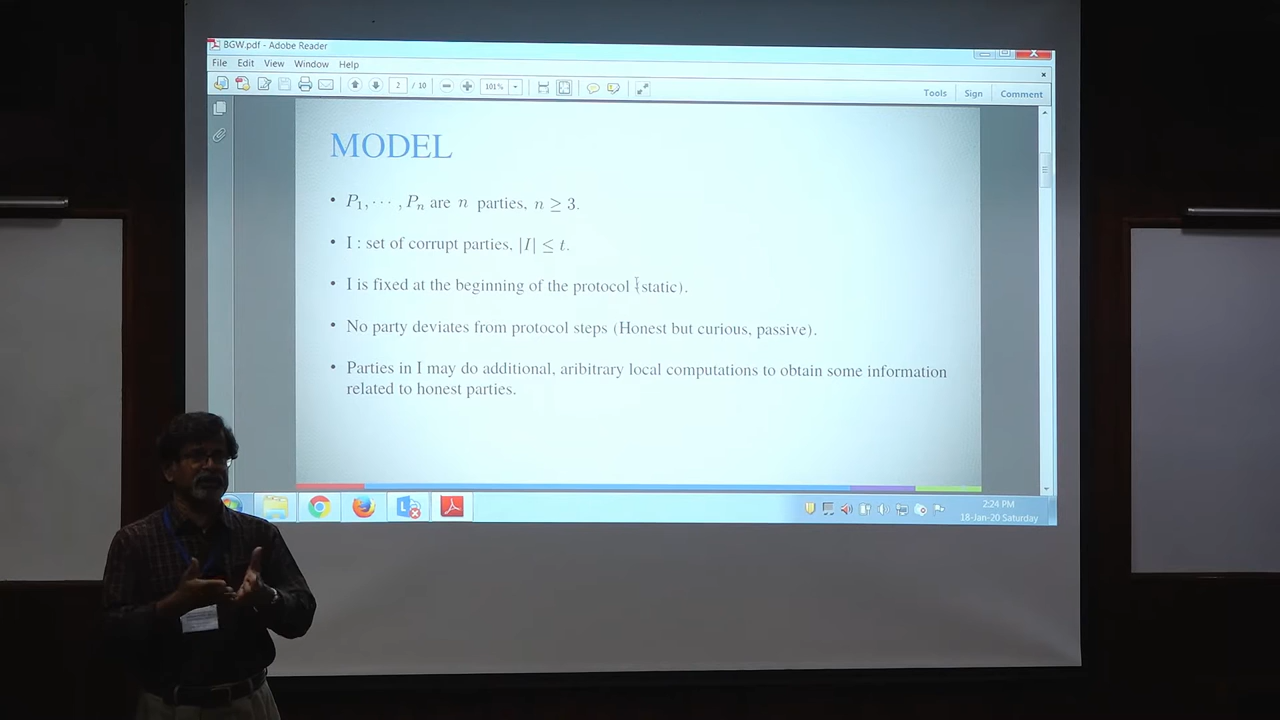 BGW.pdf - Adobe Reader
File Edit View Window Help
2 / 10 101%
Tools Sign Comment
MODEL
• P₁, ⋯ , Pₙ are n parties, n ≥ 3.
• I : set of corrupt parties, |I| ≤ t.
• I is fixed at the beginning of the protocol (static).
• No party deviates from protocol steps (Honest but curious, passive).
• Parties in I may do additional, aribitrary local computations to obtain some information
related to honest parties.
2:24 PM
18-Jan-20 Saturday